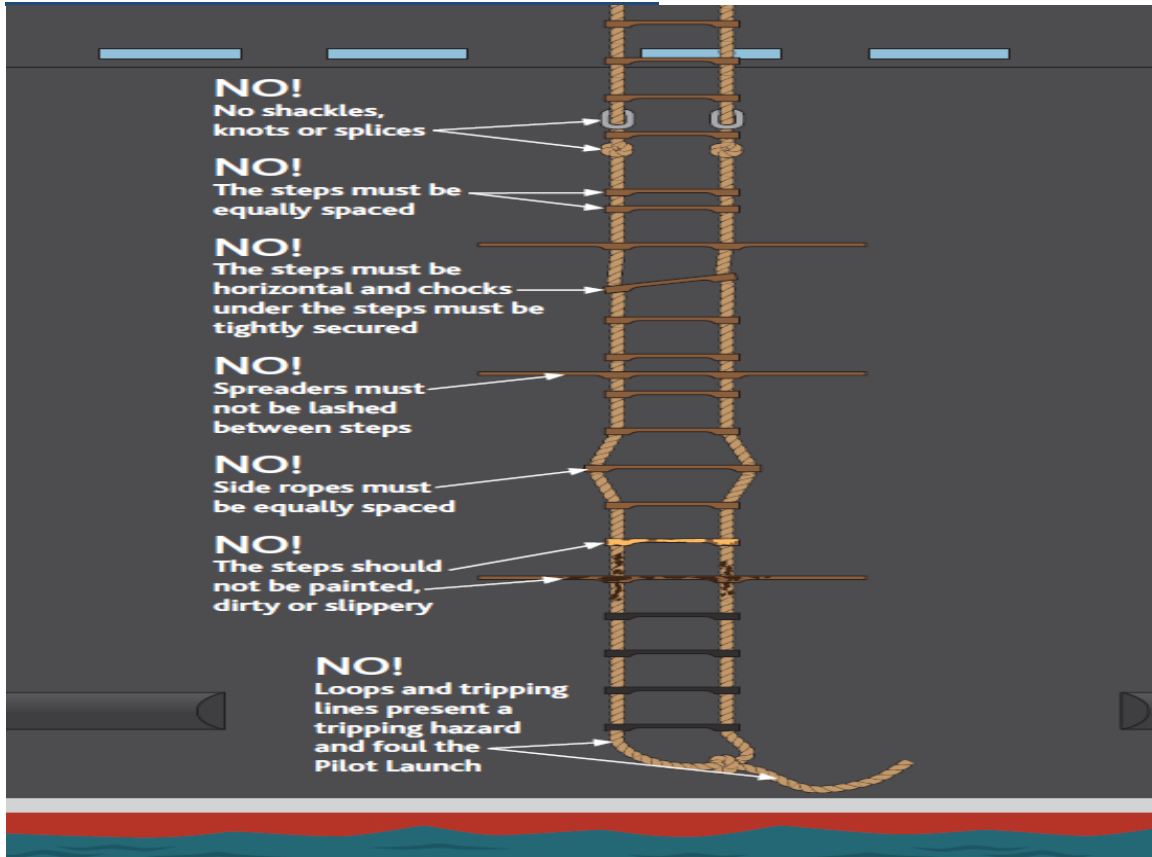 NO!
No shackles,
knots or splices
NO!
The steps must be
equally spaced
NO!
The steps must be
horizontal and chocks
under the steps must be
tightly secured
NO!
Spreaders must
not be lashed
between steps
NO!
Side ropes must
be equally spaced
NO!
The steps should
not be painted,
dirty or slippery
NO!
Loops and tripping
lines present a
tripping hazard
and foul the
Pilot Launch